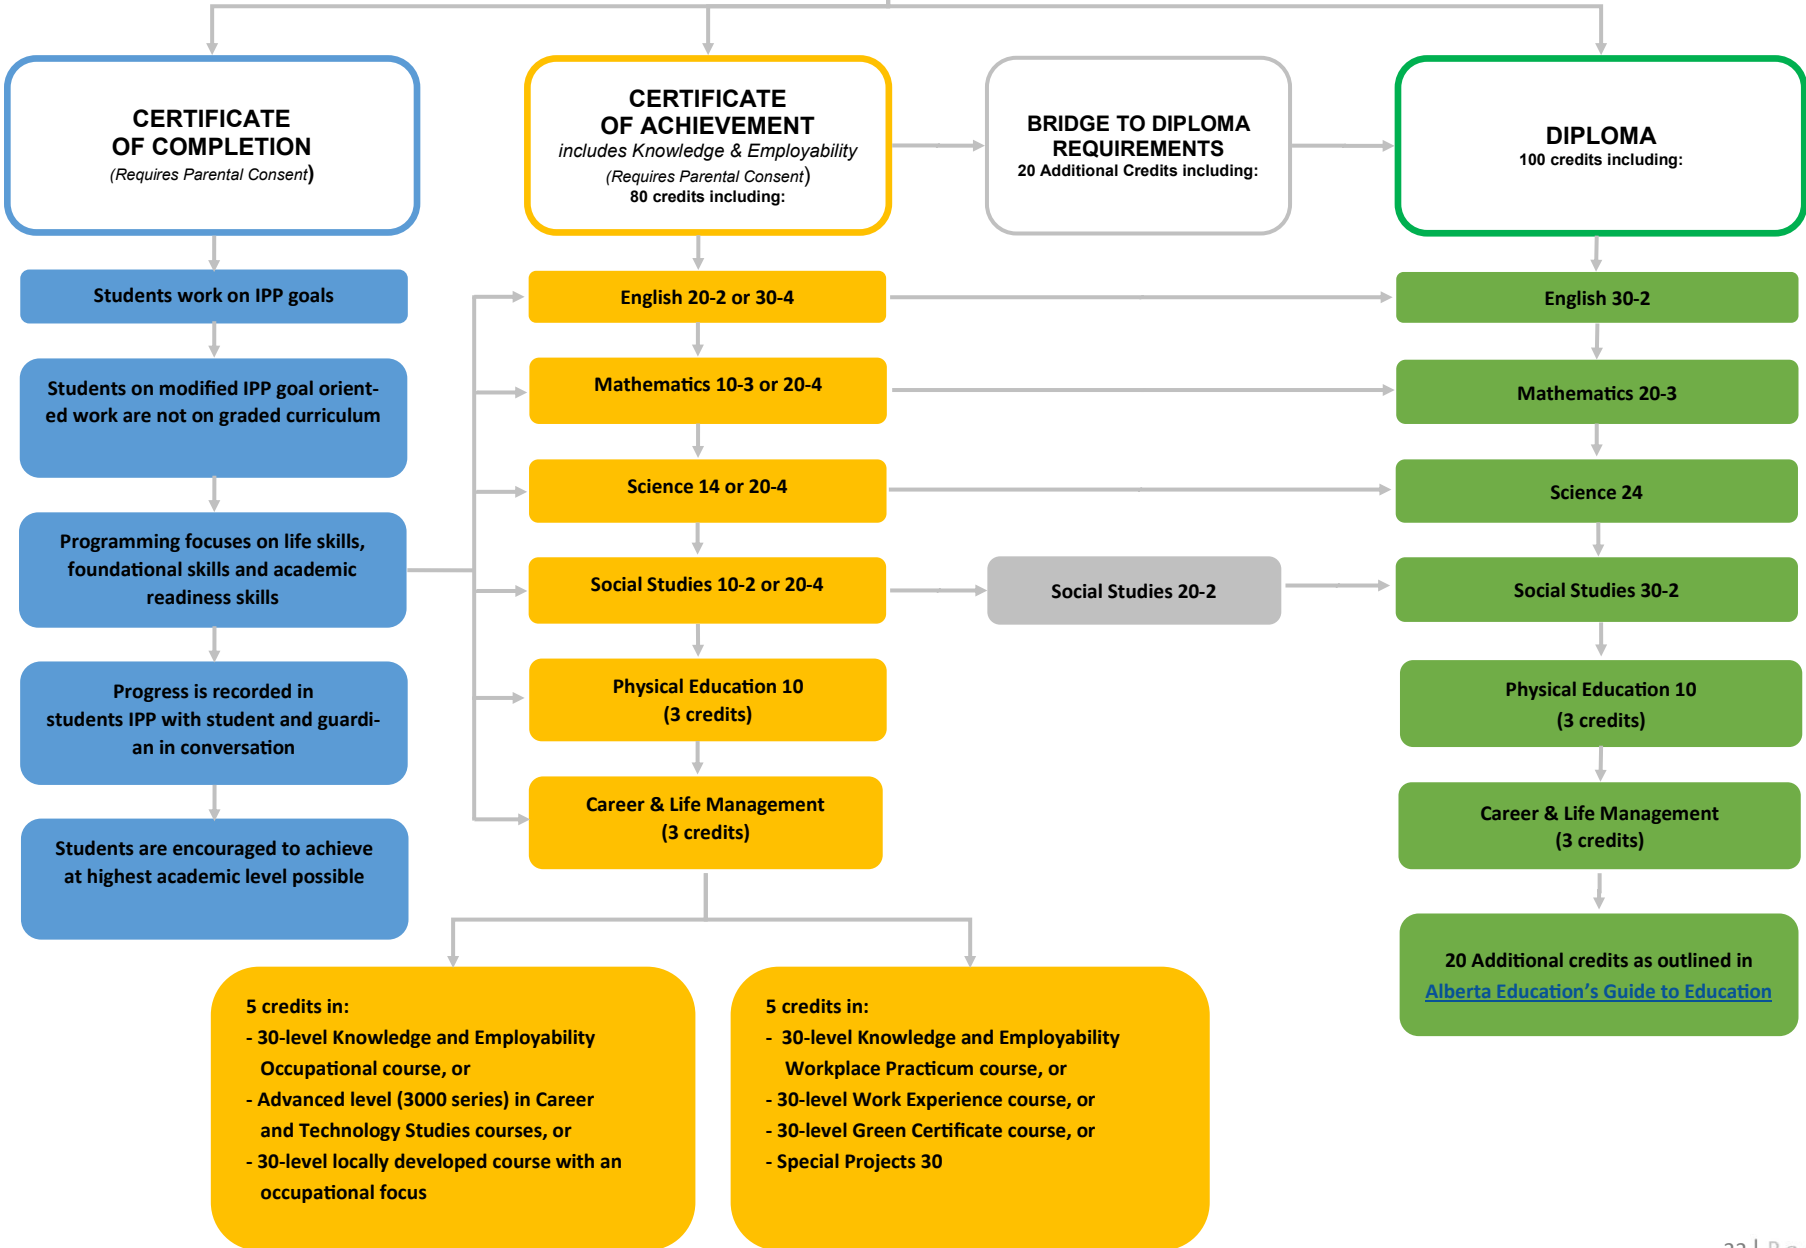 CERTIFICATE
OF COMPLETION
(Requires Parental Consent)
Students work on IPP goals
Students on modified IPP goal orient-
ed work are not on graded curriculum
Programming focuses on life skills,
foundational skills and academic
readiness skills
Progress is recorded in
students IPP with student and guardi-
an in conversation
Students are encouraged to achieve
at highest academic level possible
CERTIFICATE
OF ACHIEVEMENT
includes Knowledge & Employability
(Requires Parental Consent)
80 credits including:
English 20-2 or 30-4
Mathematics 10-3 or 20-4
Science 14 or 20-4
Social Studies 10-2 or 20-4
Physical Education 10
(3 credits)
Career & Life Management
(3 credits)
5 credits in:
- 30-level Knowledge and Employability
Occupational course, or
- Advanced level (3000 series) in Career
and Technology Studies courses, or
- 30-level locally developed course with an
occupational focus
5 credits in:
- 30-level Knowledge and Employability
Workplace Practicum course, or
- 30-level Work Experience course, or
- 30-level Green Certificate course, or
- Special Projects 30
BRIDGE TO DIPLOMA
REQUIREMENTS
20 Additional Credits including:
Social Studies 20-2
DIPLOMA
100 credits including:
English 30-2
Mathematics 20-3
Science 24
Social Studies 30-2
Physical Education 10
(3 credits)
Career & Life Management
(3 credits)
20 Additional credits as outlined in
Alberta Education's Guide to Education